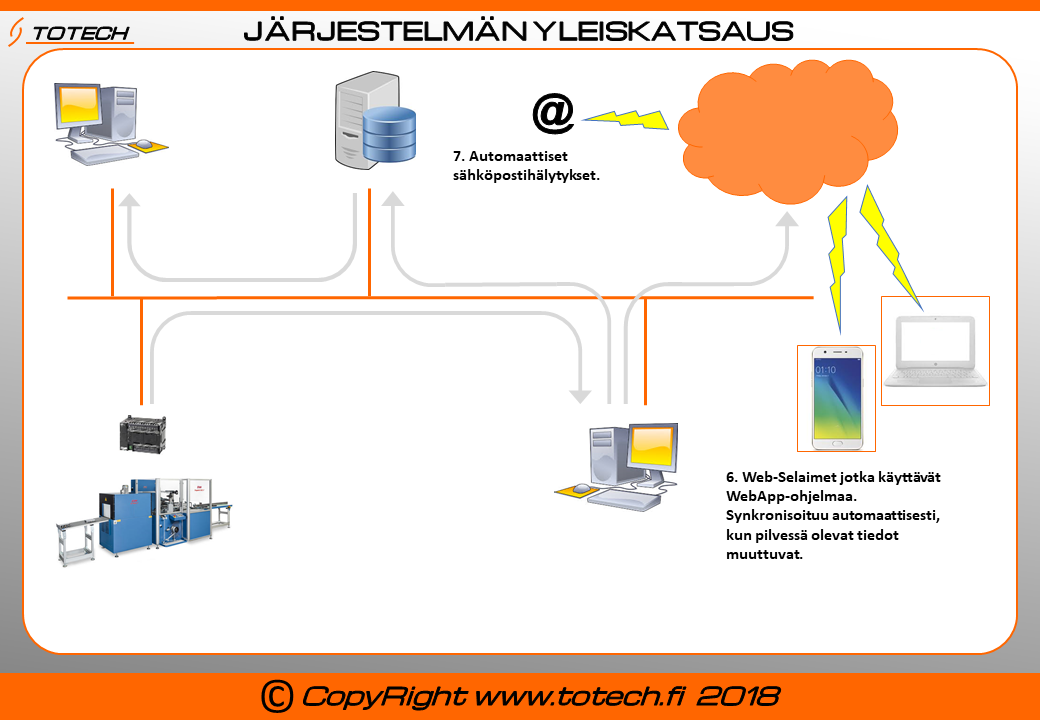 TOTECH
JÄRJESTELMÄN YLEISKATSAUS
@
7. Automaattiset
sähköpostihälytykset.
01:10
6. Web-Selaimet jotka käyttävät
WebApp-ohjelmaa.
Synkronisoituu automaattisesti,
kun pilvessä olevat tiedot
muuttuvat.
© CopyRight www.totech.fi 2018